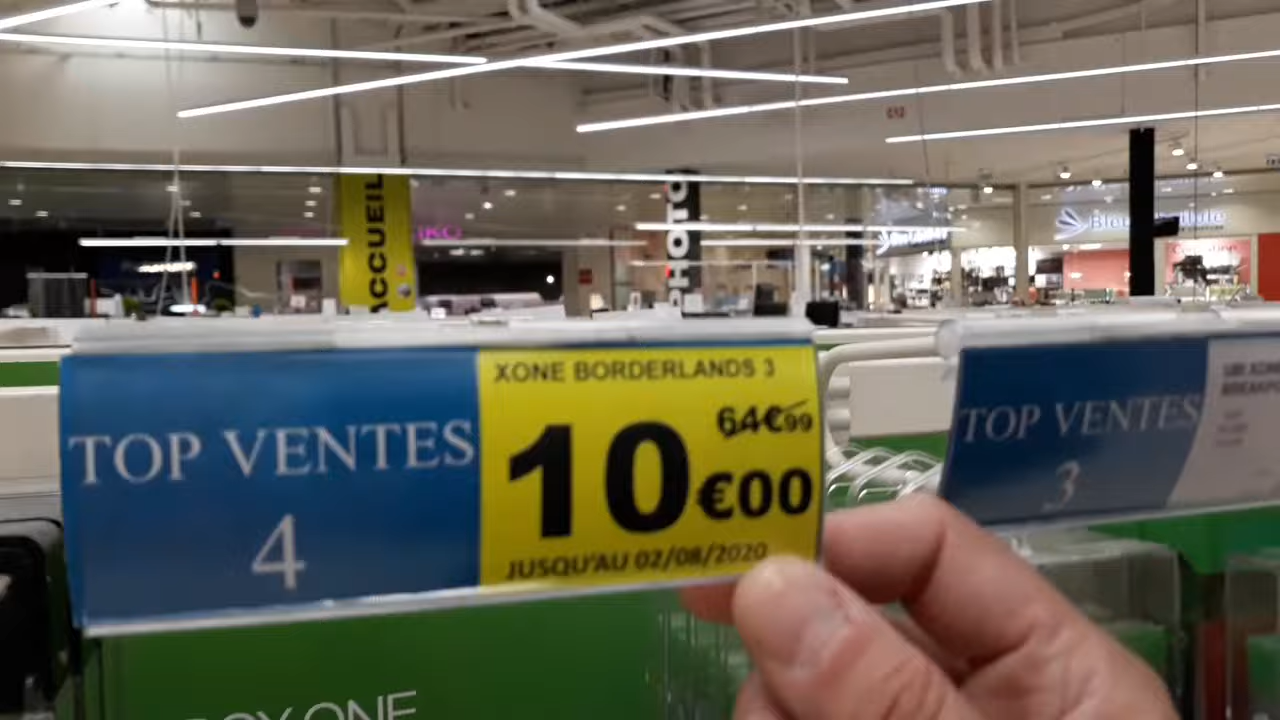 ACCUEIL
PHOTO
TOP VENTES
4
XONE BORDERLANDS 3
64€99
10€00
JUSQU'AU 02/08/2020
TOP VENTES
3
XBOX ONE